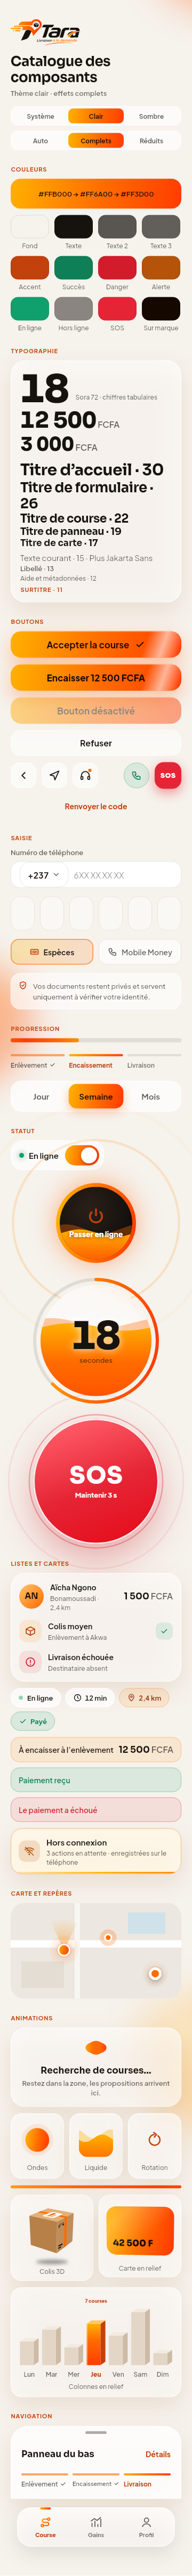 Tara
Catalogue des
composants
Thème clair · effets complets
Système Clair Sombre
Auto Complets Réduits
COULEURS
#FFB000 → #FF6A00 → #FF3D00
Fond Texte Texte 2 Texte 3
Accent Succès Danger Alerte
En ligne Hors ligne SOS Sur marque
TYPOGRAPHIE
18 Sora 72 · chiffres tabulaires
12 500 FCFA
3 000 FCFA
Titre d’accueil · 30
Titre de formulaire ·
26
Titre de course · 22
Titre de panneau · 19
Titre de carte · 17
Texte courant · 15 · Plus Jakarta Sans
Libellé · 13
Aide et métadonnées · 12
SURTITRE · 11
BOUTONS
Accepter la course
Encaisser 12 500 FCFA
Bouton désactivé
Refuser
SOS
Renvoyer le code
SAISIE
Numéro de téléphone
+237 6XX XX XX XX
Espèces Mobile Money
Vos documents restent privés et servent
uniquement à vérifier votre identité.
PROGRESSION
Enlèvement Encaissement Livraison
Jour Semaine Mois
STATUT
En ligne
Passer en ligne
18
secondes
SOS
Maintenir 3 s
LISTES ET CARTES
AN Aïcha Ngono
Bonamoussadi ·
2,4 km
1 500 FCFA
Colis moyen
Enlèvement à Akwa
Livraison échouée
Destinataire absent
En ligne 12 min 2,4 km
Payé
À encaisser à l’enlèvement 12 500 FCFA
Paiement reçu
Le paiement a échoué
Hors connexion
3 actions en attente · enregistrées sur le
téléphone
CARTE ET REPÈRES
ANIMATIONS
Recherche de courses…
Restez dans la zone, les propositions arrivent
ici.
Ondes Liquide Rotation
42 500 F
Colis 3D Carte en relief
7 courses
Lun Mar Mer Jeu Ven Sam Dim
Colonnes en relief
NAVIGATION
Panneau du bas Détails
Enlèvement Encaissement Livraison
Course Gains Profil